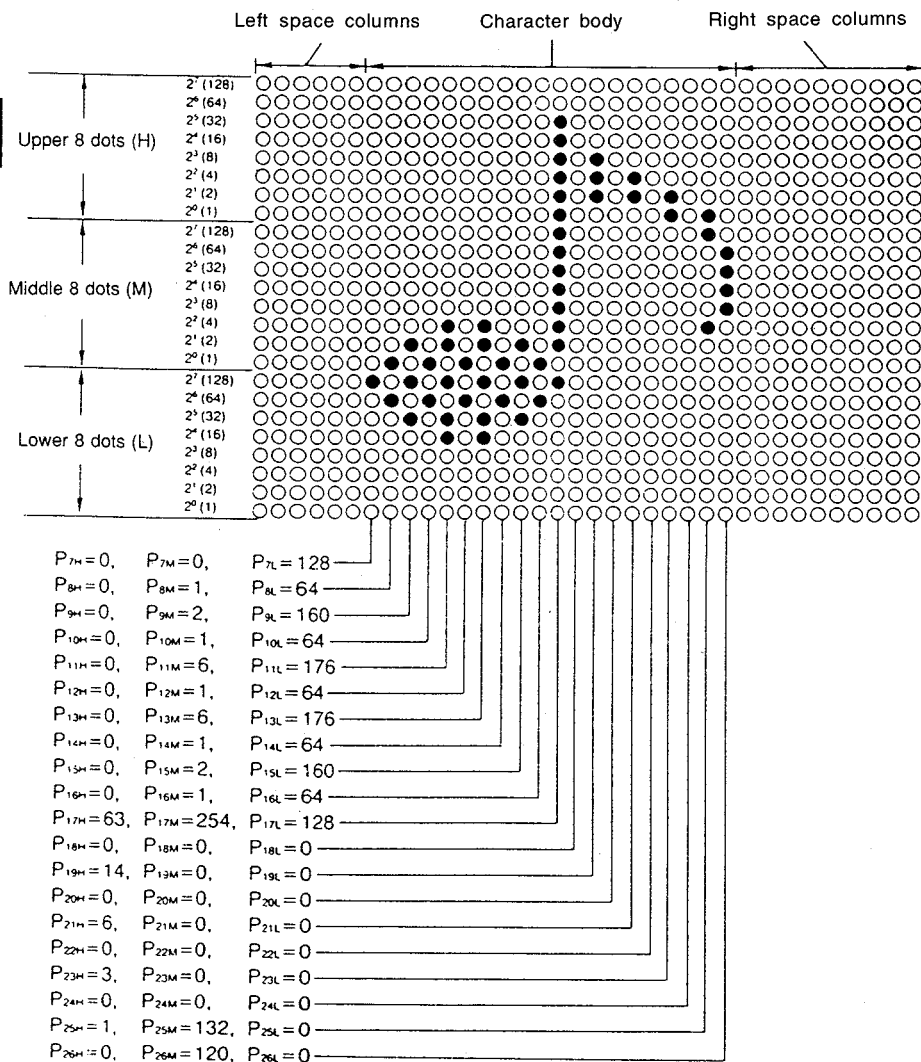 Left space columns Character body Right space columns
2⁷ (128)
2⁶ (64)
2⁵ (32)
Upper 8 dots (H) 2⁴ (16)
2³ (8)
2² (4)
2¹ (2)
2⁰ (1)
2⁷ (128)
2⁶ (64)
2⁵ (32)
Middle 8 dots (M) 2⁴ (16)
2³ (8)
2² (4)
2¹ (2)
2⁰ (1)
2⁷ (128)
2⁶ (64)
2⁵ (32)
Lower 8 dots (L) 2⁴ (16)
2³ (8)
2² (4)
2¹ (2)
2⁰ (1)
P7H=0, P7M=0, P7L=128
P8H=0, P8M=1, P8L=64
P9H=0, P9M=2, P9L=160
P10H=0, P10M=1, P10L=64
P11H=0, P11M=6, P11L=176
P12H=0, P12M=1, P12L=64
P13H=0, P13M=6, P13L=176
P14H=0, P14M=1, P14L=64
P15H=0, P15M=2, P15L=160
P16H=0, P16M=1, P16L=64
P17H=63, P17M=254, P17L=128
P18H=0, P18M=0, P18L=0
P19H=14, P19M=0, P19L=0
P20H=0, P20M=0, P20L=0
P21H=6, P21M=0, P21L=0
P22H=0, P22M=0, P22L=0
P23H=3, P23M=0, P23L=0
P24H=0, P24M=0, P24L=0
P25H=1, P25M=132, P25L=0
P26H=0, P26M=120, P26L=0